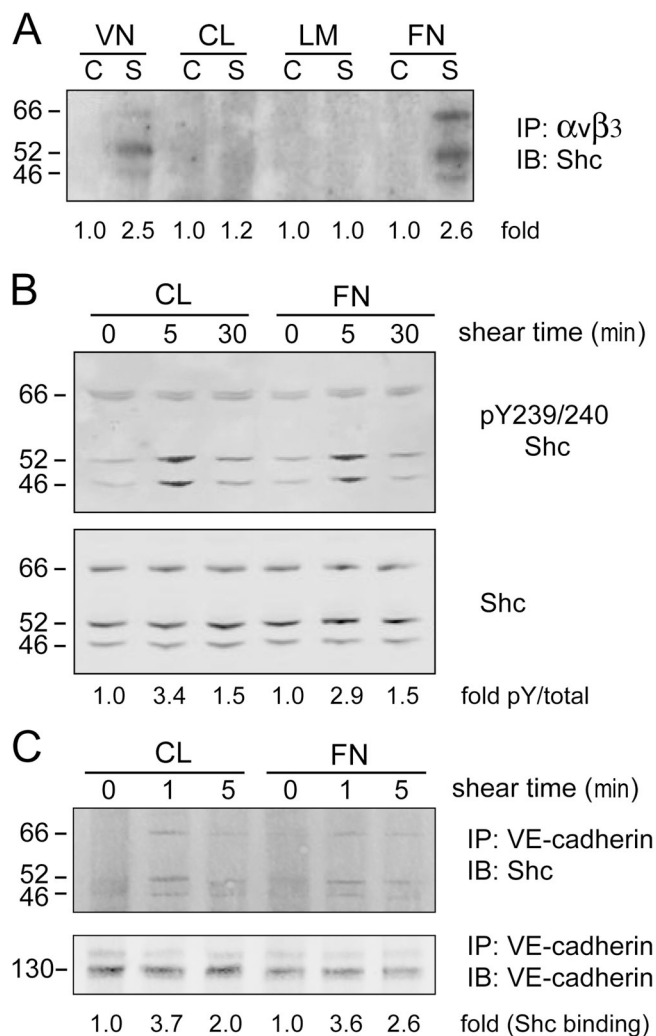 A
VN CL LM FN
C S C S C S C S
66 –
52 –
46 –
IP: αvβ3
IB: Shc
1.0 2.5 1.0 1.2 1.0 1.0 1.0 2.6 fold
B
CL FN
0 5 30 0 5 30 shear time (min)
66 –
52 –
46 –
pY239/240
Shc
66 –
52 –
46 –
Shc
1.0 3.4 1.5 1.0 2.9 1.5 fold pY/total
C
CL FN
0 1 5 0 1 5 shear time (min)
66 –
52 –
46 –
IP: VE-cadherin
IB: Shc
130–
IP: VE-cadherin
IB: VE-cadherin
1.0 3.7 2.0 1.0 3.6 2.6 fold (Shc binding)